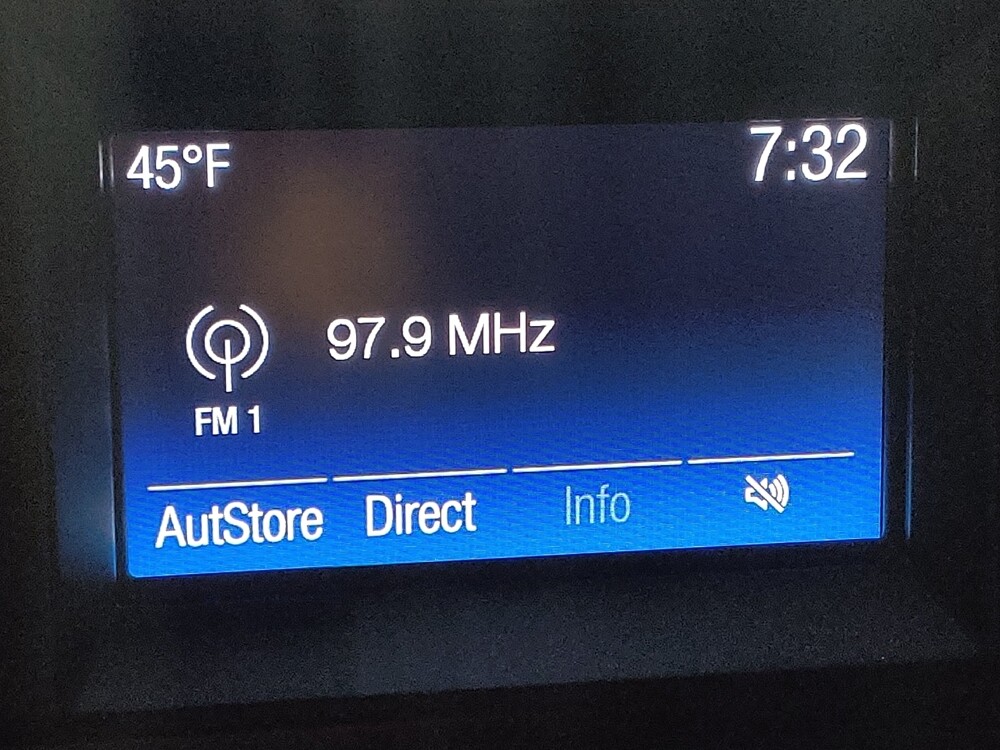 45°F 7:32
97.9 MHz
FM 1
AutStore Direct Info